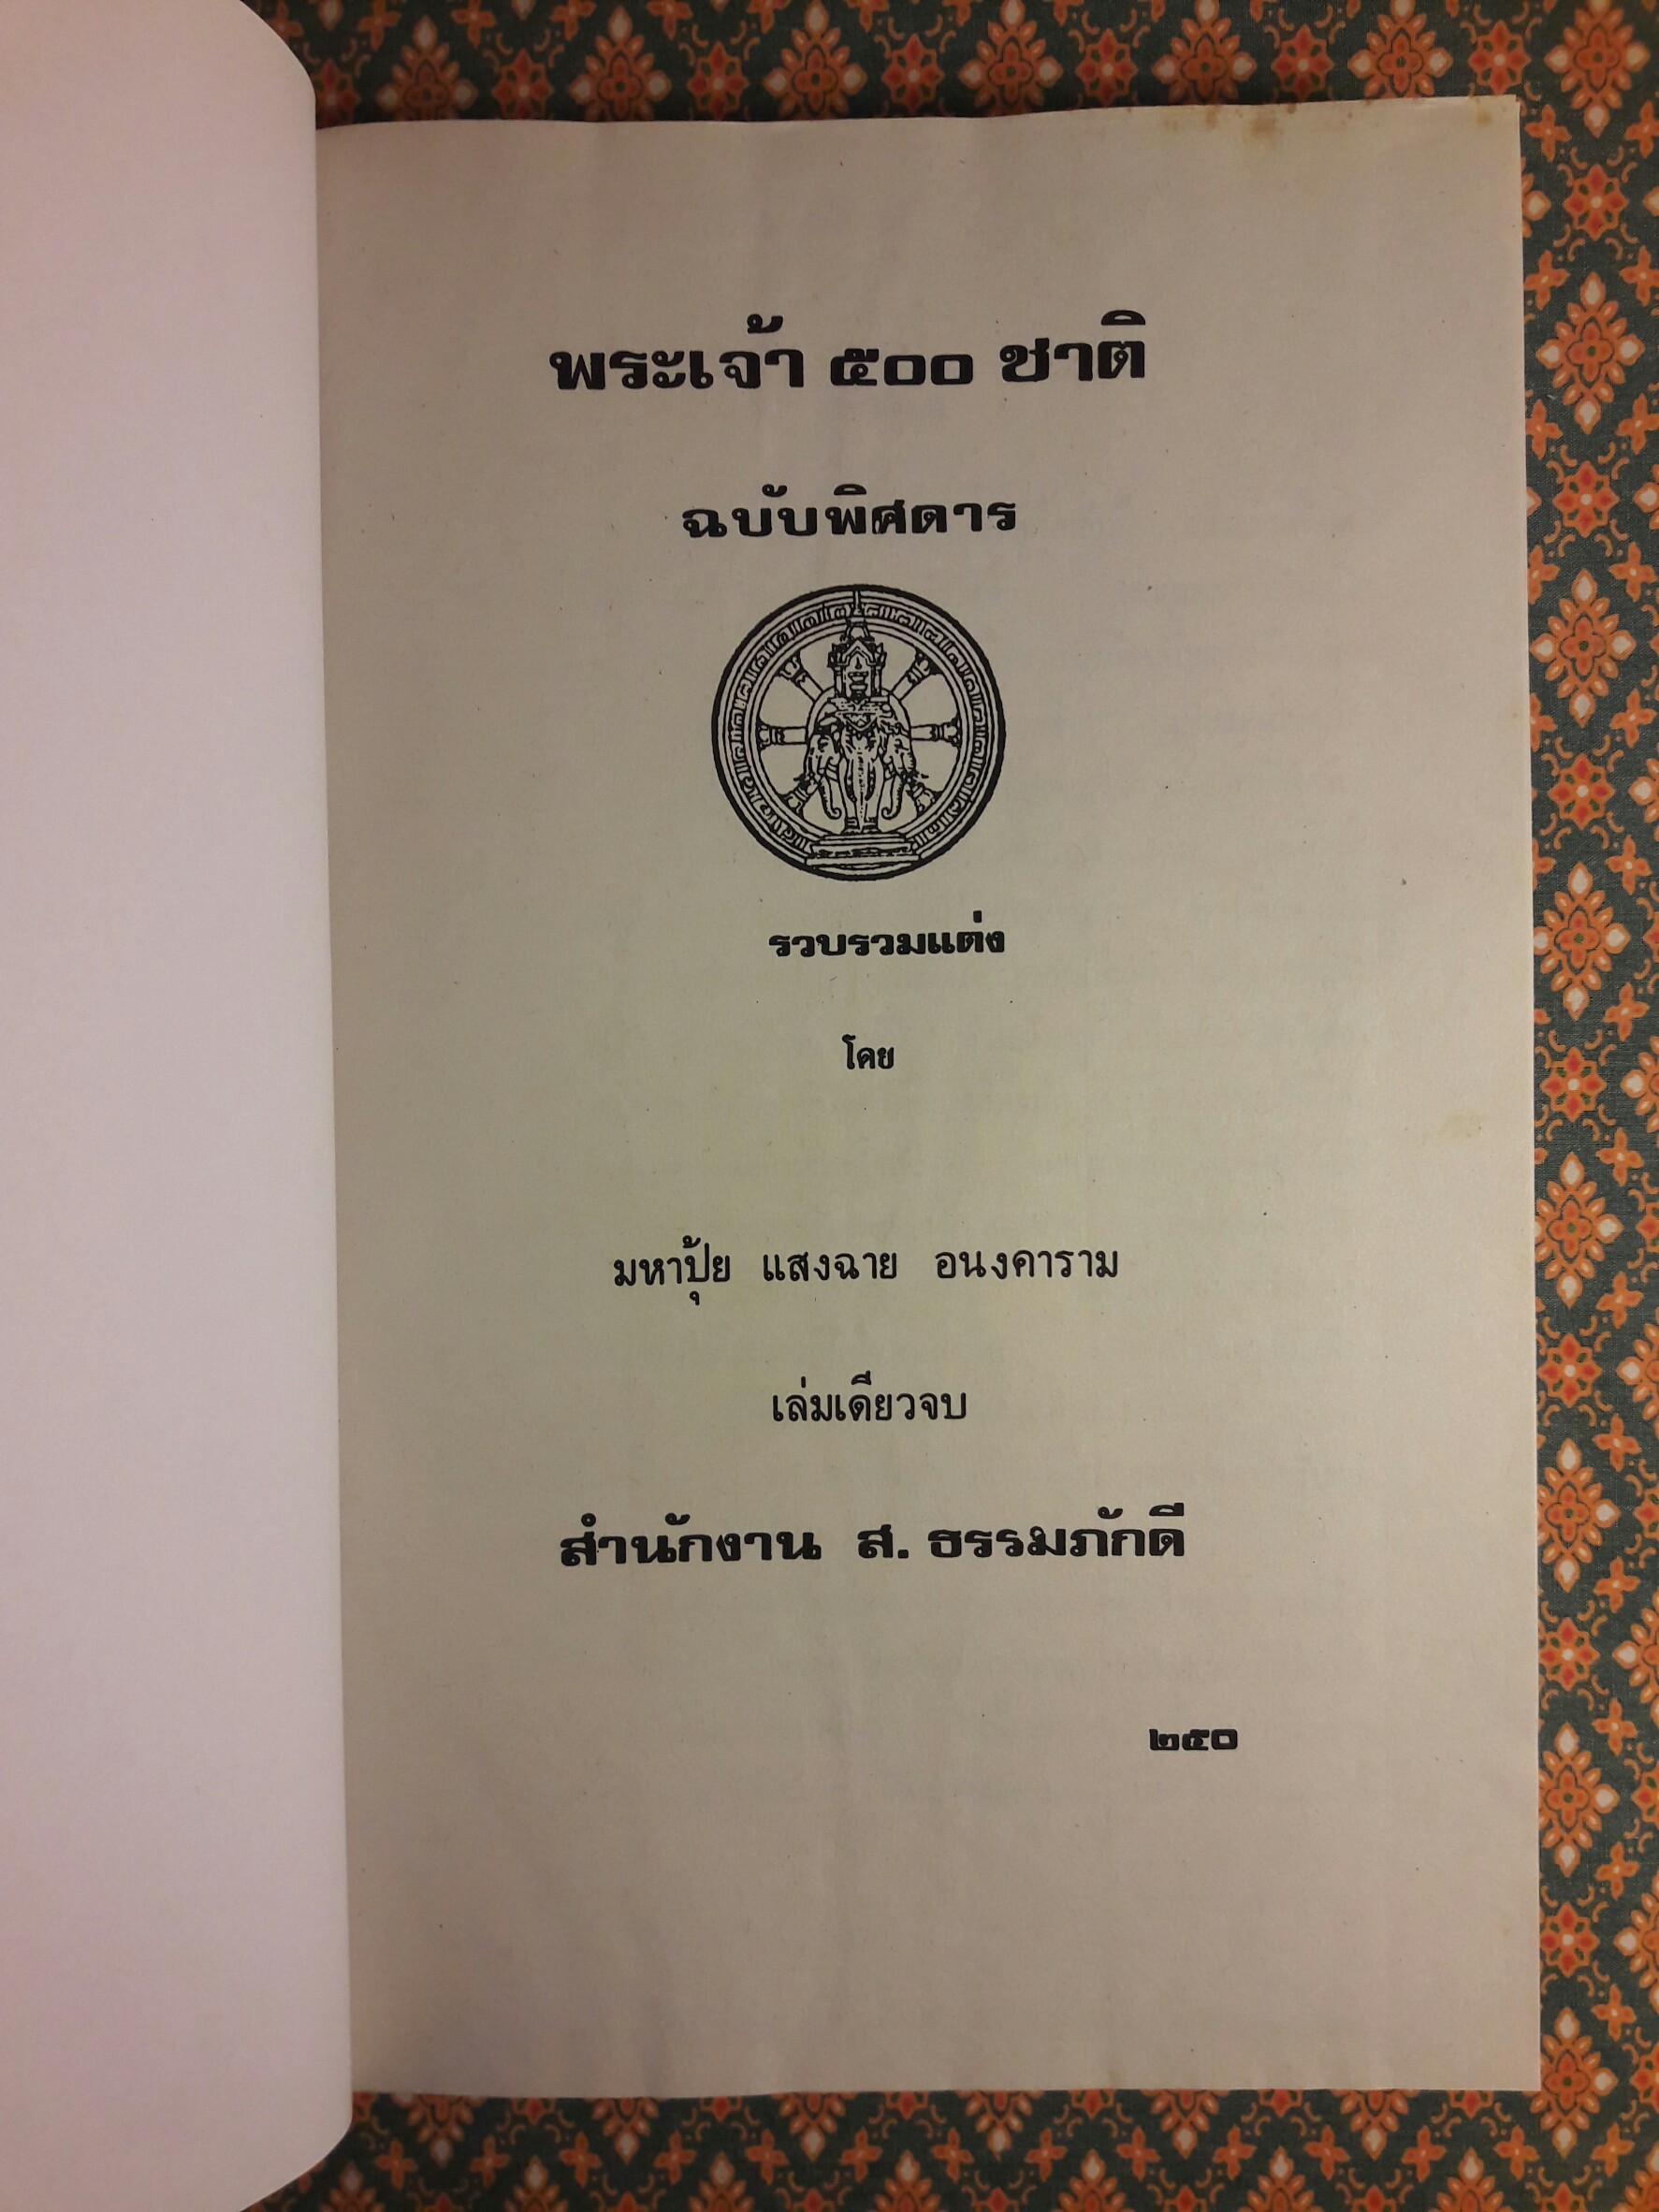 พระเจ้า ๕๐๐ ชาติ
ฉบับพิศดาร
รวบรวมแต่ง
โดย
มหาปุ้ย แสงฉาย อนงคาราม
เล่มเดียวจบ
สำนักงาน ส. ธรรมภักดี
๒๕๐